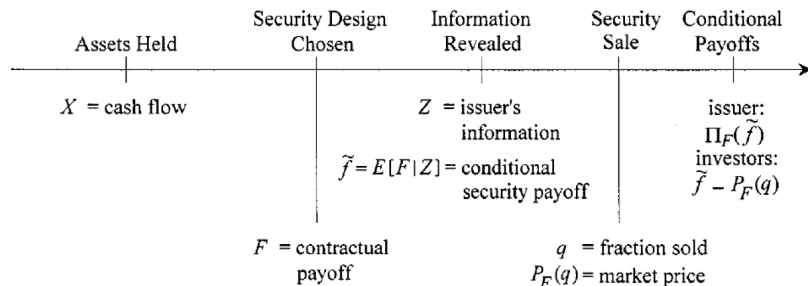 Assets Held
Security Design
Chosen
Information
Revealed
Security
Sale
Conditional
Payoffs
X = cash flow
Z = issuer's
information
f̃ = E[F|Z] = conditional
security payoff
issuer:
Π_F(f̃)
investors:
f̃ − P_F(q)
F = contractual
payoff
q = fraction sold
P_F(q) = market price